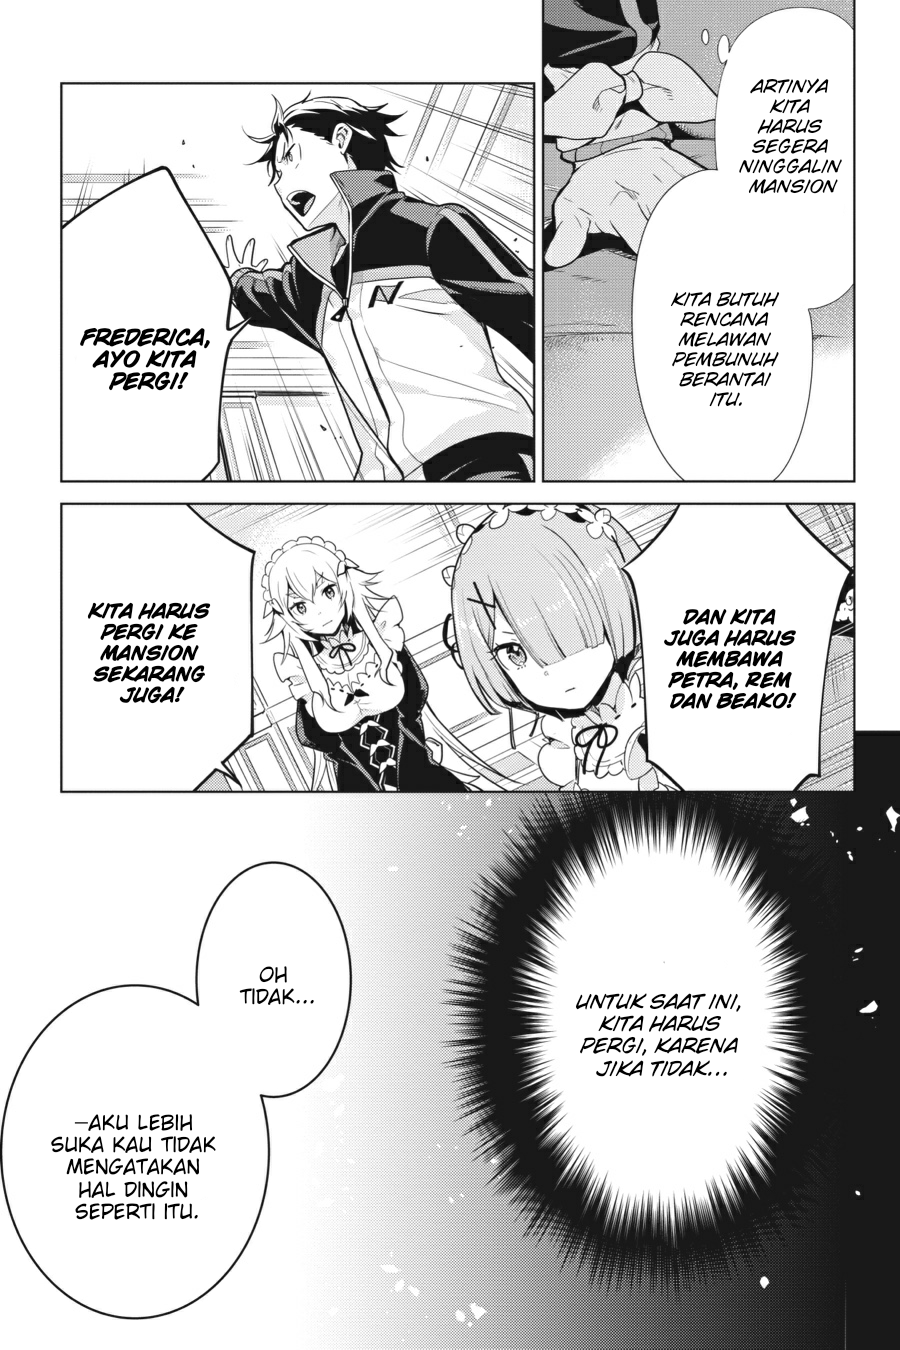 ARTINYA
KITA
HARUS
SEGERA
NINGGALIN
MANSION
KITA BUTUH
RENCANA
MELAWAN
PEMBUNUH
BERANTAI
ITU.
FREDERICA,
AYO KITA
PERGI!
DAN KITA
JUGA HARUS
MEMBAWA
PETRA, REM
DAN BEAKO!
KITA HARUS
PERGI KE
MANSION
SEKARANG
JUGA!
UNTUK SAAT INI,
KITA HARUS
PERGI, KARENA
JIKA TIDAK...
OH
TIDAK...
–AKU LEBIH
SUKA KAU TIDAK
MENGATAKAN
HAL DINGIN
SEPERTI ITU.